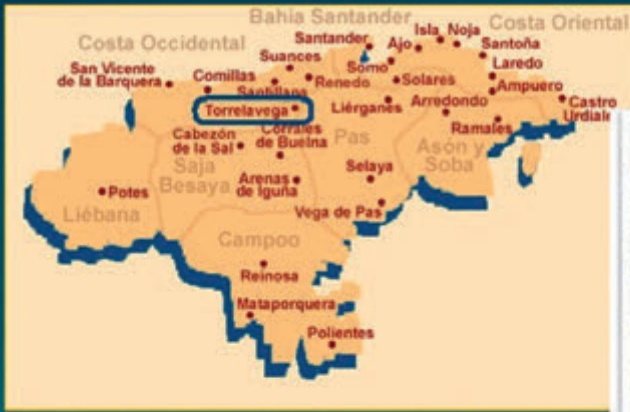 Bahia Santander
Costa Occidental
Costa Oriental
Isla
Noja
Santander
Ajo
Santoña
Suances
Somo
Laredo
San Vicente
de la Barquera
Comillas
Renedo
Solares
Ampuero
Santillana
Torrelavega
Liérganes
Arredondo
Castro
Urdiale
Ramales
Cabezón
de la Sal
Corrales
de Buelna
Pas
Asón y
Soba
Saja
Besaya
Arenas
de Iguña
Selaya
Potes
Liébana
Vega de Pas
Campoo
Reinosa
Mataporquera
Polientes